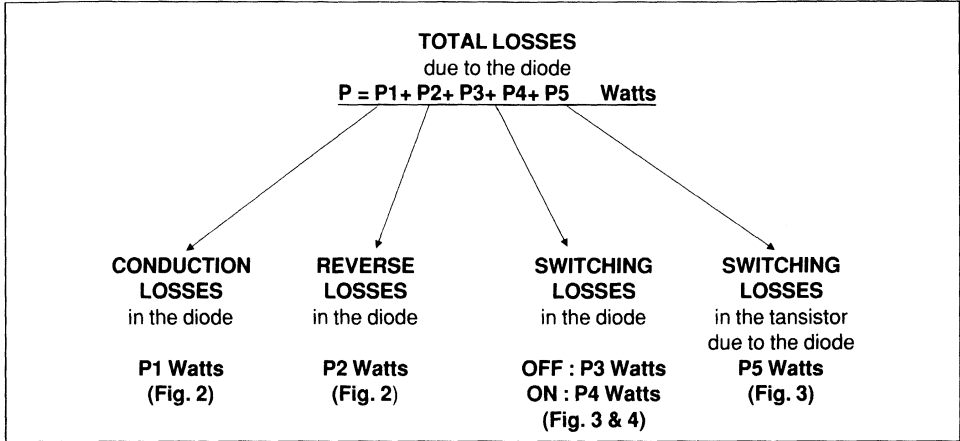 TOTAL LOSSES
due to the diode
P = P1+ P2+ P3+ P4+ P5 Watts
CONDUCTION
LOSSES
in the diode
P1 Watts
(Fig. 2)
REVERSE
LOSSES
in the diode
P2 Watts
(Fig. 2)
SWITCHING
LOSSES
in the diode
OFF : P3 Watts
ON : P4 Watts
(Fig. 3 & 4)
SWITCHING
LOSSES
in the tansistor
due to the diode
P5 Watts
(Fig. 3)